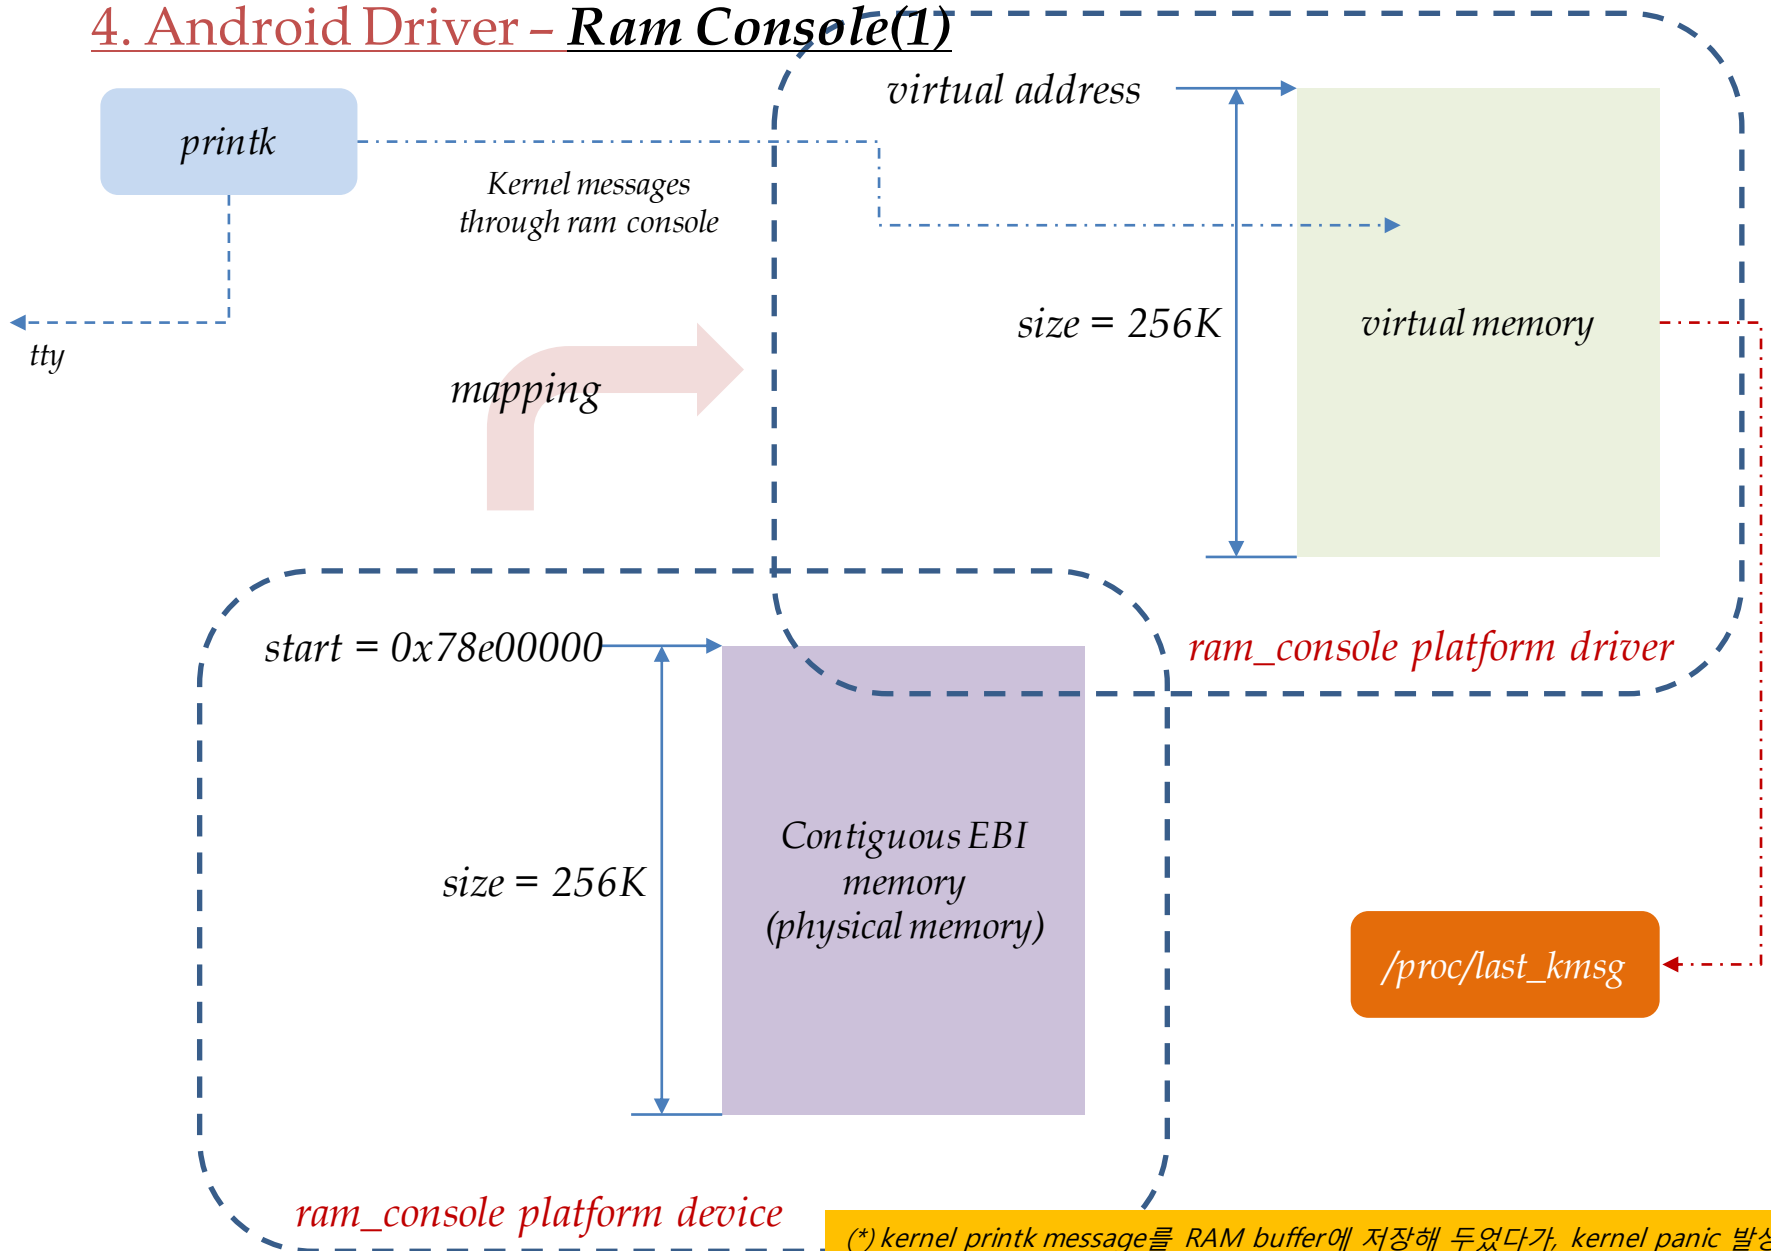 4. Android Driver – Ram Console(1)
virtual address
printk
Kernel messages
through ram console
size = 256K
virtual memory
tty
mapping
start = 0x78e00000
ram_console platform driver
Contiguous EBI
memory
(physical memory)
size = 256K
/proc/last_kmsg
ram_console platform device
(*) kernel printk message를 RAM buffer에 저장해 두었다가, kernel panic 발생